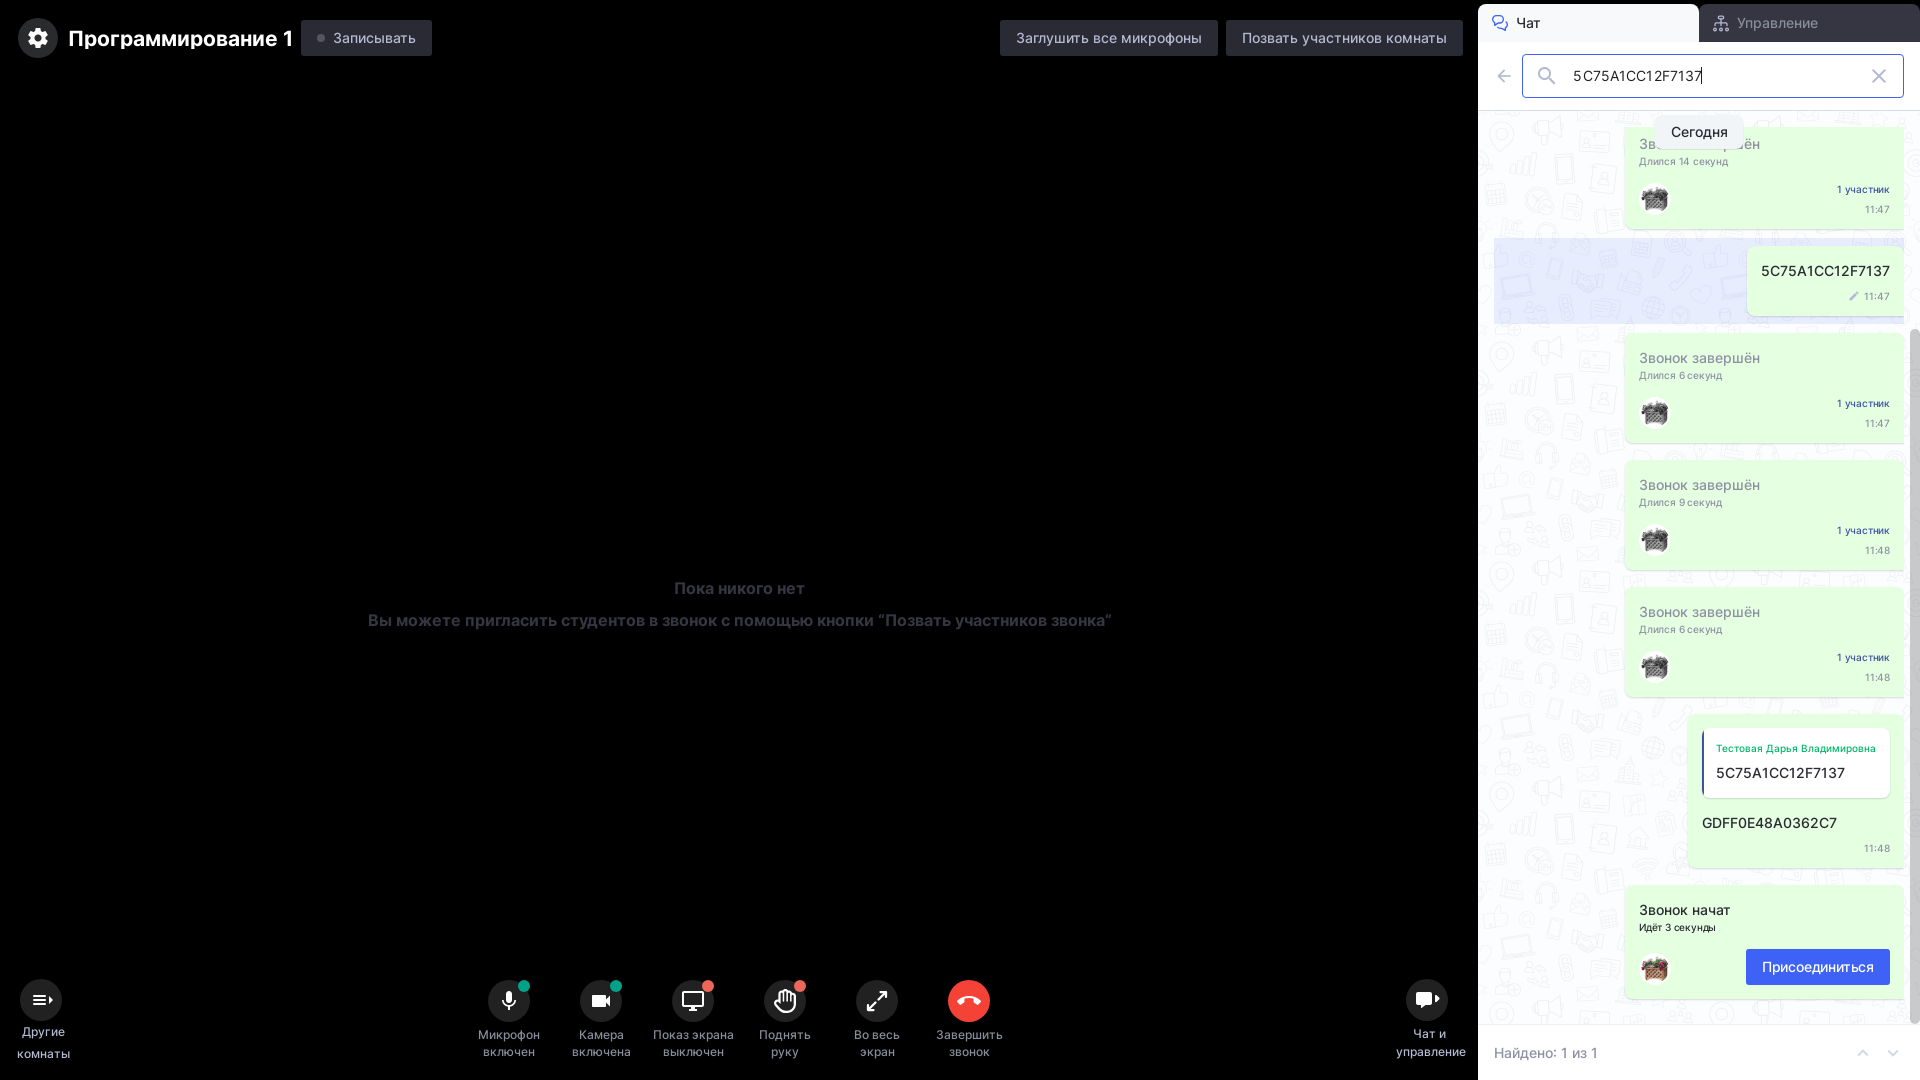 Программирование 1
Записывать
Заглушить все микрофоны
Позвать участников комнаты
Чат
Управление
5C75A1CC12F7137
Сегодня
Длился 14 секунд
1 участник
11:47
5C75A1CC12F7137
11:47
Звонок завершён
Длился 6 секунд
1 участник
11:47
Звонок завершён
Длился 9 секунд
1 участник
11:48
Звонок завершён
Длился 6 секунд
1 участник
11:48
Тестовая Дарья Владимировна
5C75A1CC12F7137
GDFF0E48A0362C7
11:48
Звонок начат
Идёт 3 секунды
Присоединиться
Найдено: 1 из 1
Пока никого нет
Вы можете пригласить студентов в звонок с помощью кнопки “Позвать участников звонка”
Другие
комнаты
Микрофон
включен
Камера
включена
Показ экрана
выключен
Поднять
руку
Во весь
экран
Завершить
звонок
Чат и
управление